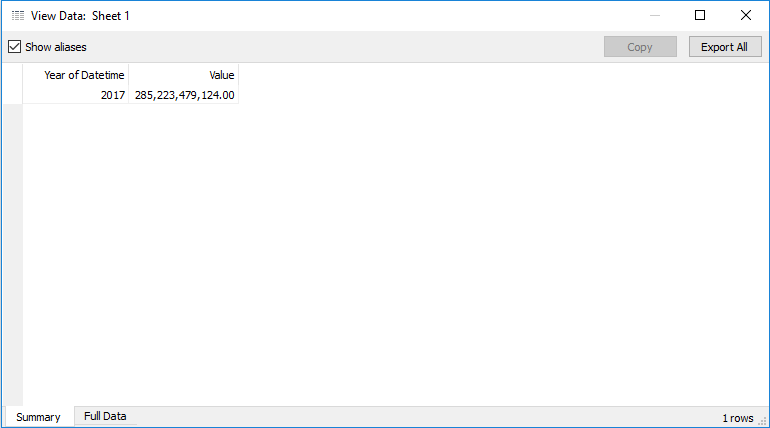 View Data: Sheet 1
Show aliases
Copy
Export All
Year of Datetime Value
2017 285,223,479,124.00
Summary Full Data
1 rows